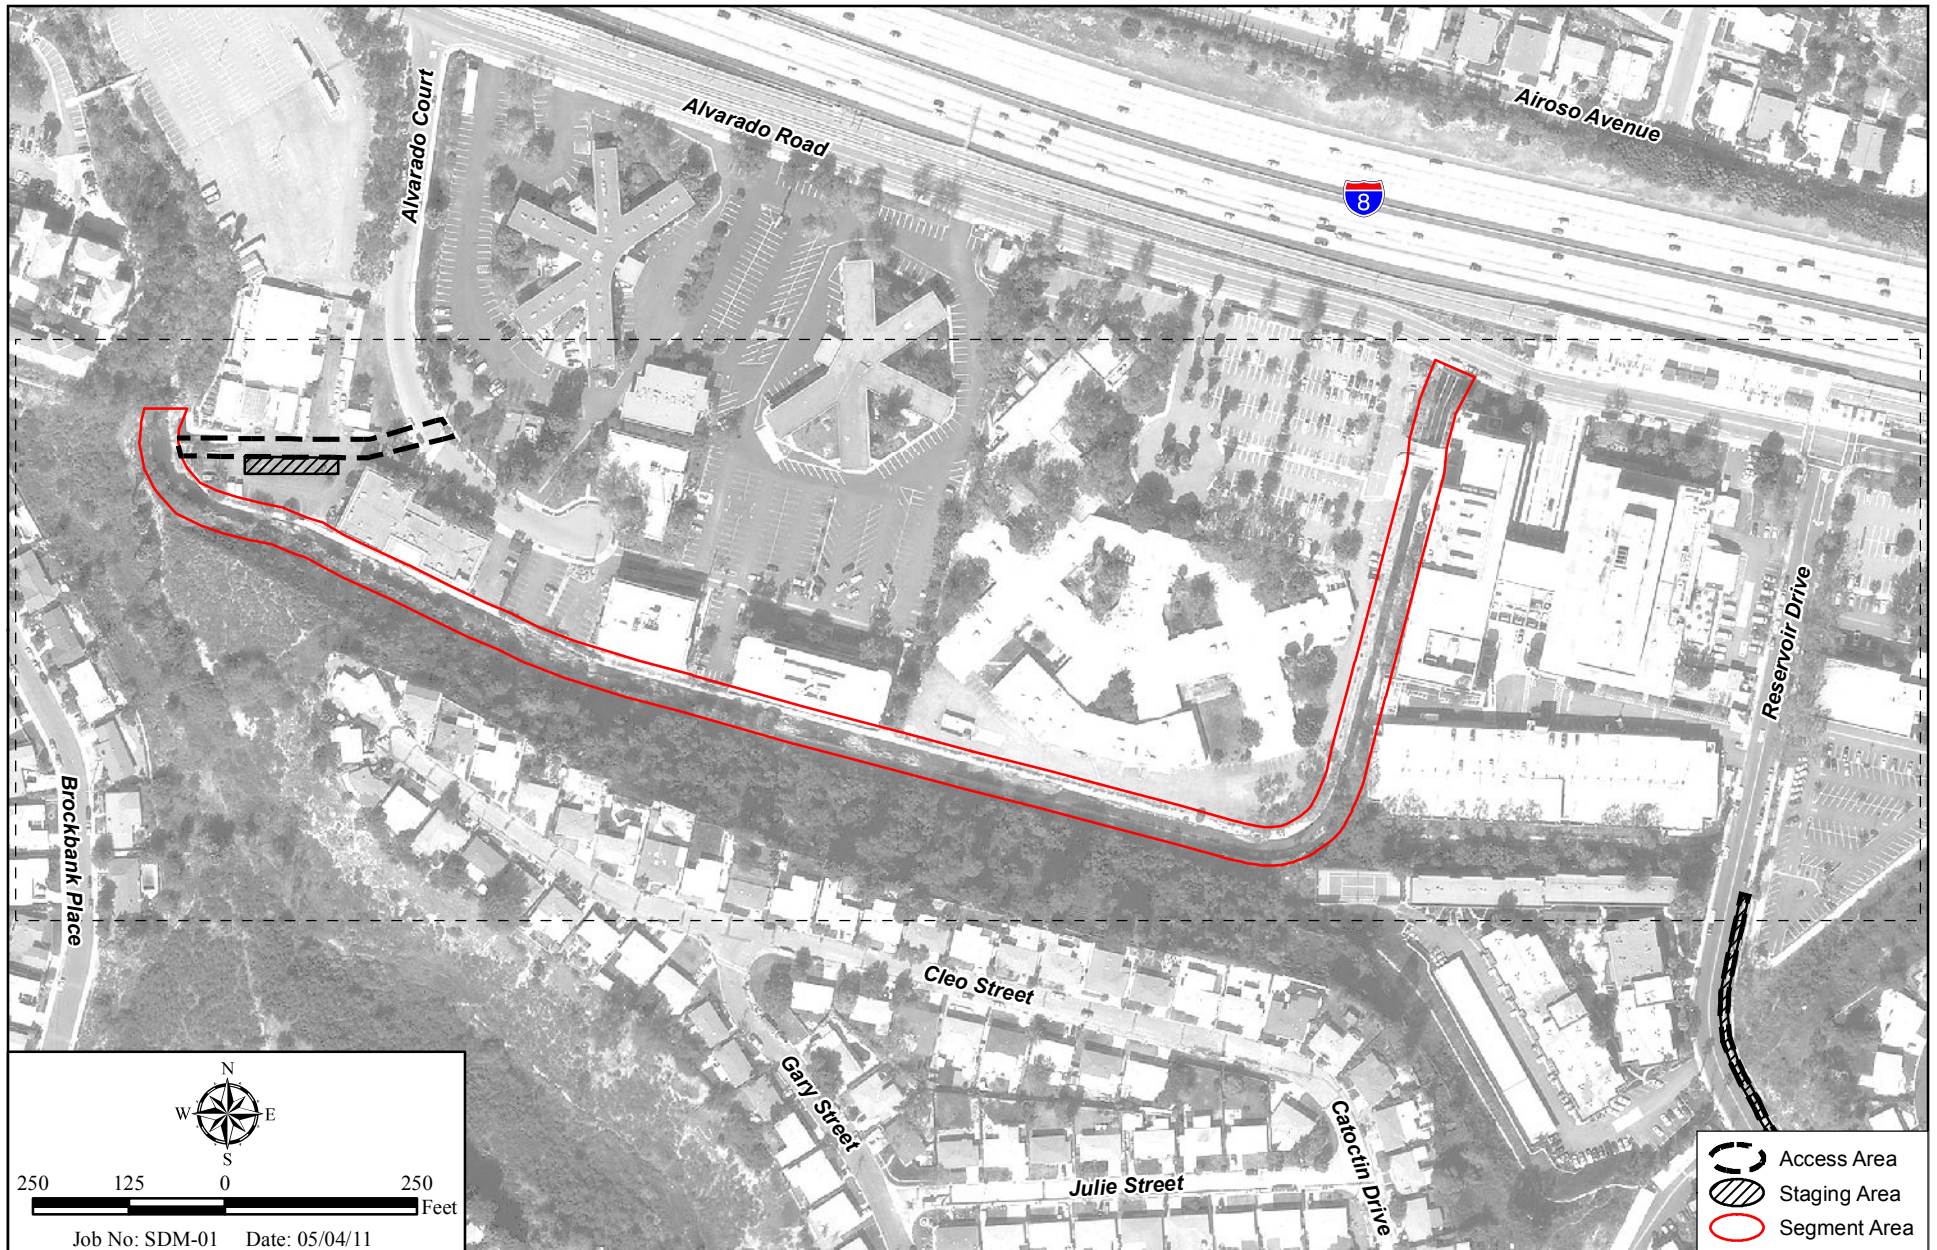 Alvarado Court
Alvarado Road
Airoso Avenue
8
Reservoir Drive
Brockbank Place
Cleo Street
Gary Street
Catoctin Drive
Julie Street
N
W E
S
250 125 0 250
Feet
Job No: SDM-01 Date: 05/04/11
Access Area
Staging Area
Segment Area